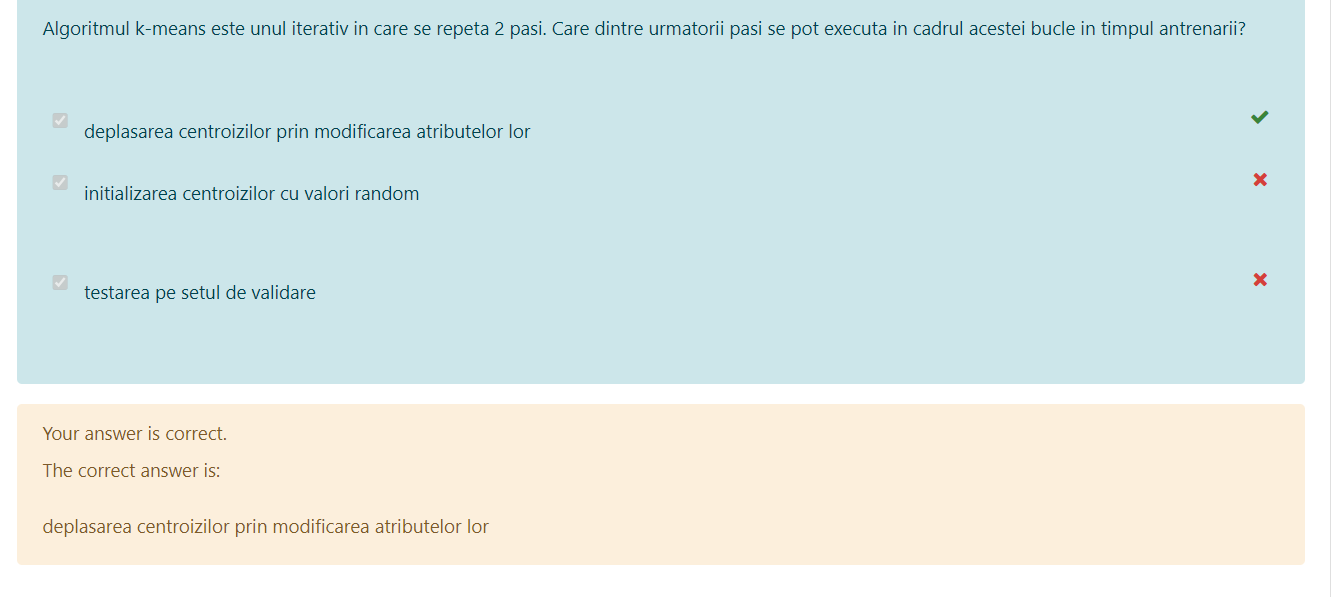 Algoritmul k-means este unul iterativ in care se repeta 2 pasi. Care dintre urmatorii pasi se pot executa in cadrul acestei bucle in timpul antrenarii?
deplasarea centroizilor prin modificarea atributelor lor
initializarea centroizilor cu valori random
testarea pe setul de validare
Your answer is correct.
The correct answer is:
deplasarea centroizilor prin modificarea atributelor lor